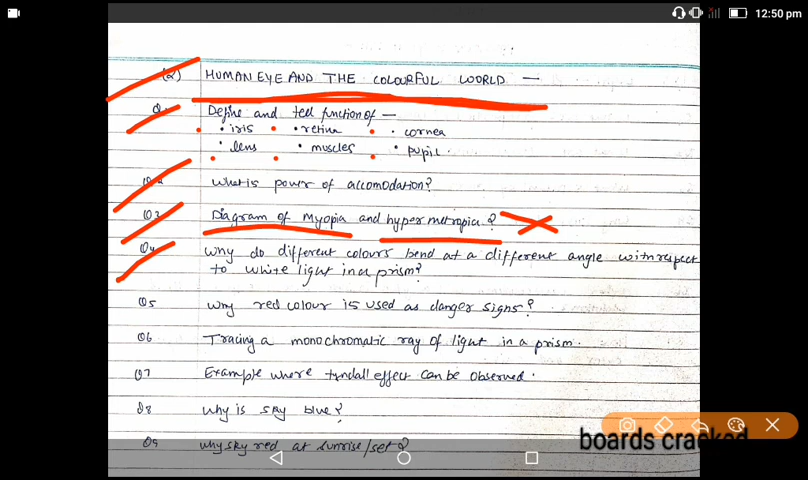 12:50 pm
(2) HUMAN EYE AND THE COLOURFUL WORLD —
Q Define and tell function of —
• iris • retina • cornea
• lens • muscles • pupil.
Q2 What is power of accomodation?
Q3 Diagram of Myopia and hypermetropia?
Q4 Why do different colours bend at a different angle with respect
to white light in a prism?
Q5 Why red colour is used as danger signs?
Q6 Tracing a monochromatic ray of light in a prism.
Q7 Example where tyndall effect can be observed.
Q8 Why is sky blue?
Q9 Why sky red at sunrise/set?
boards cracked